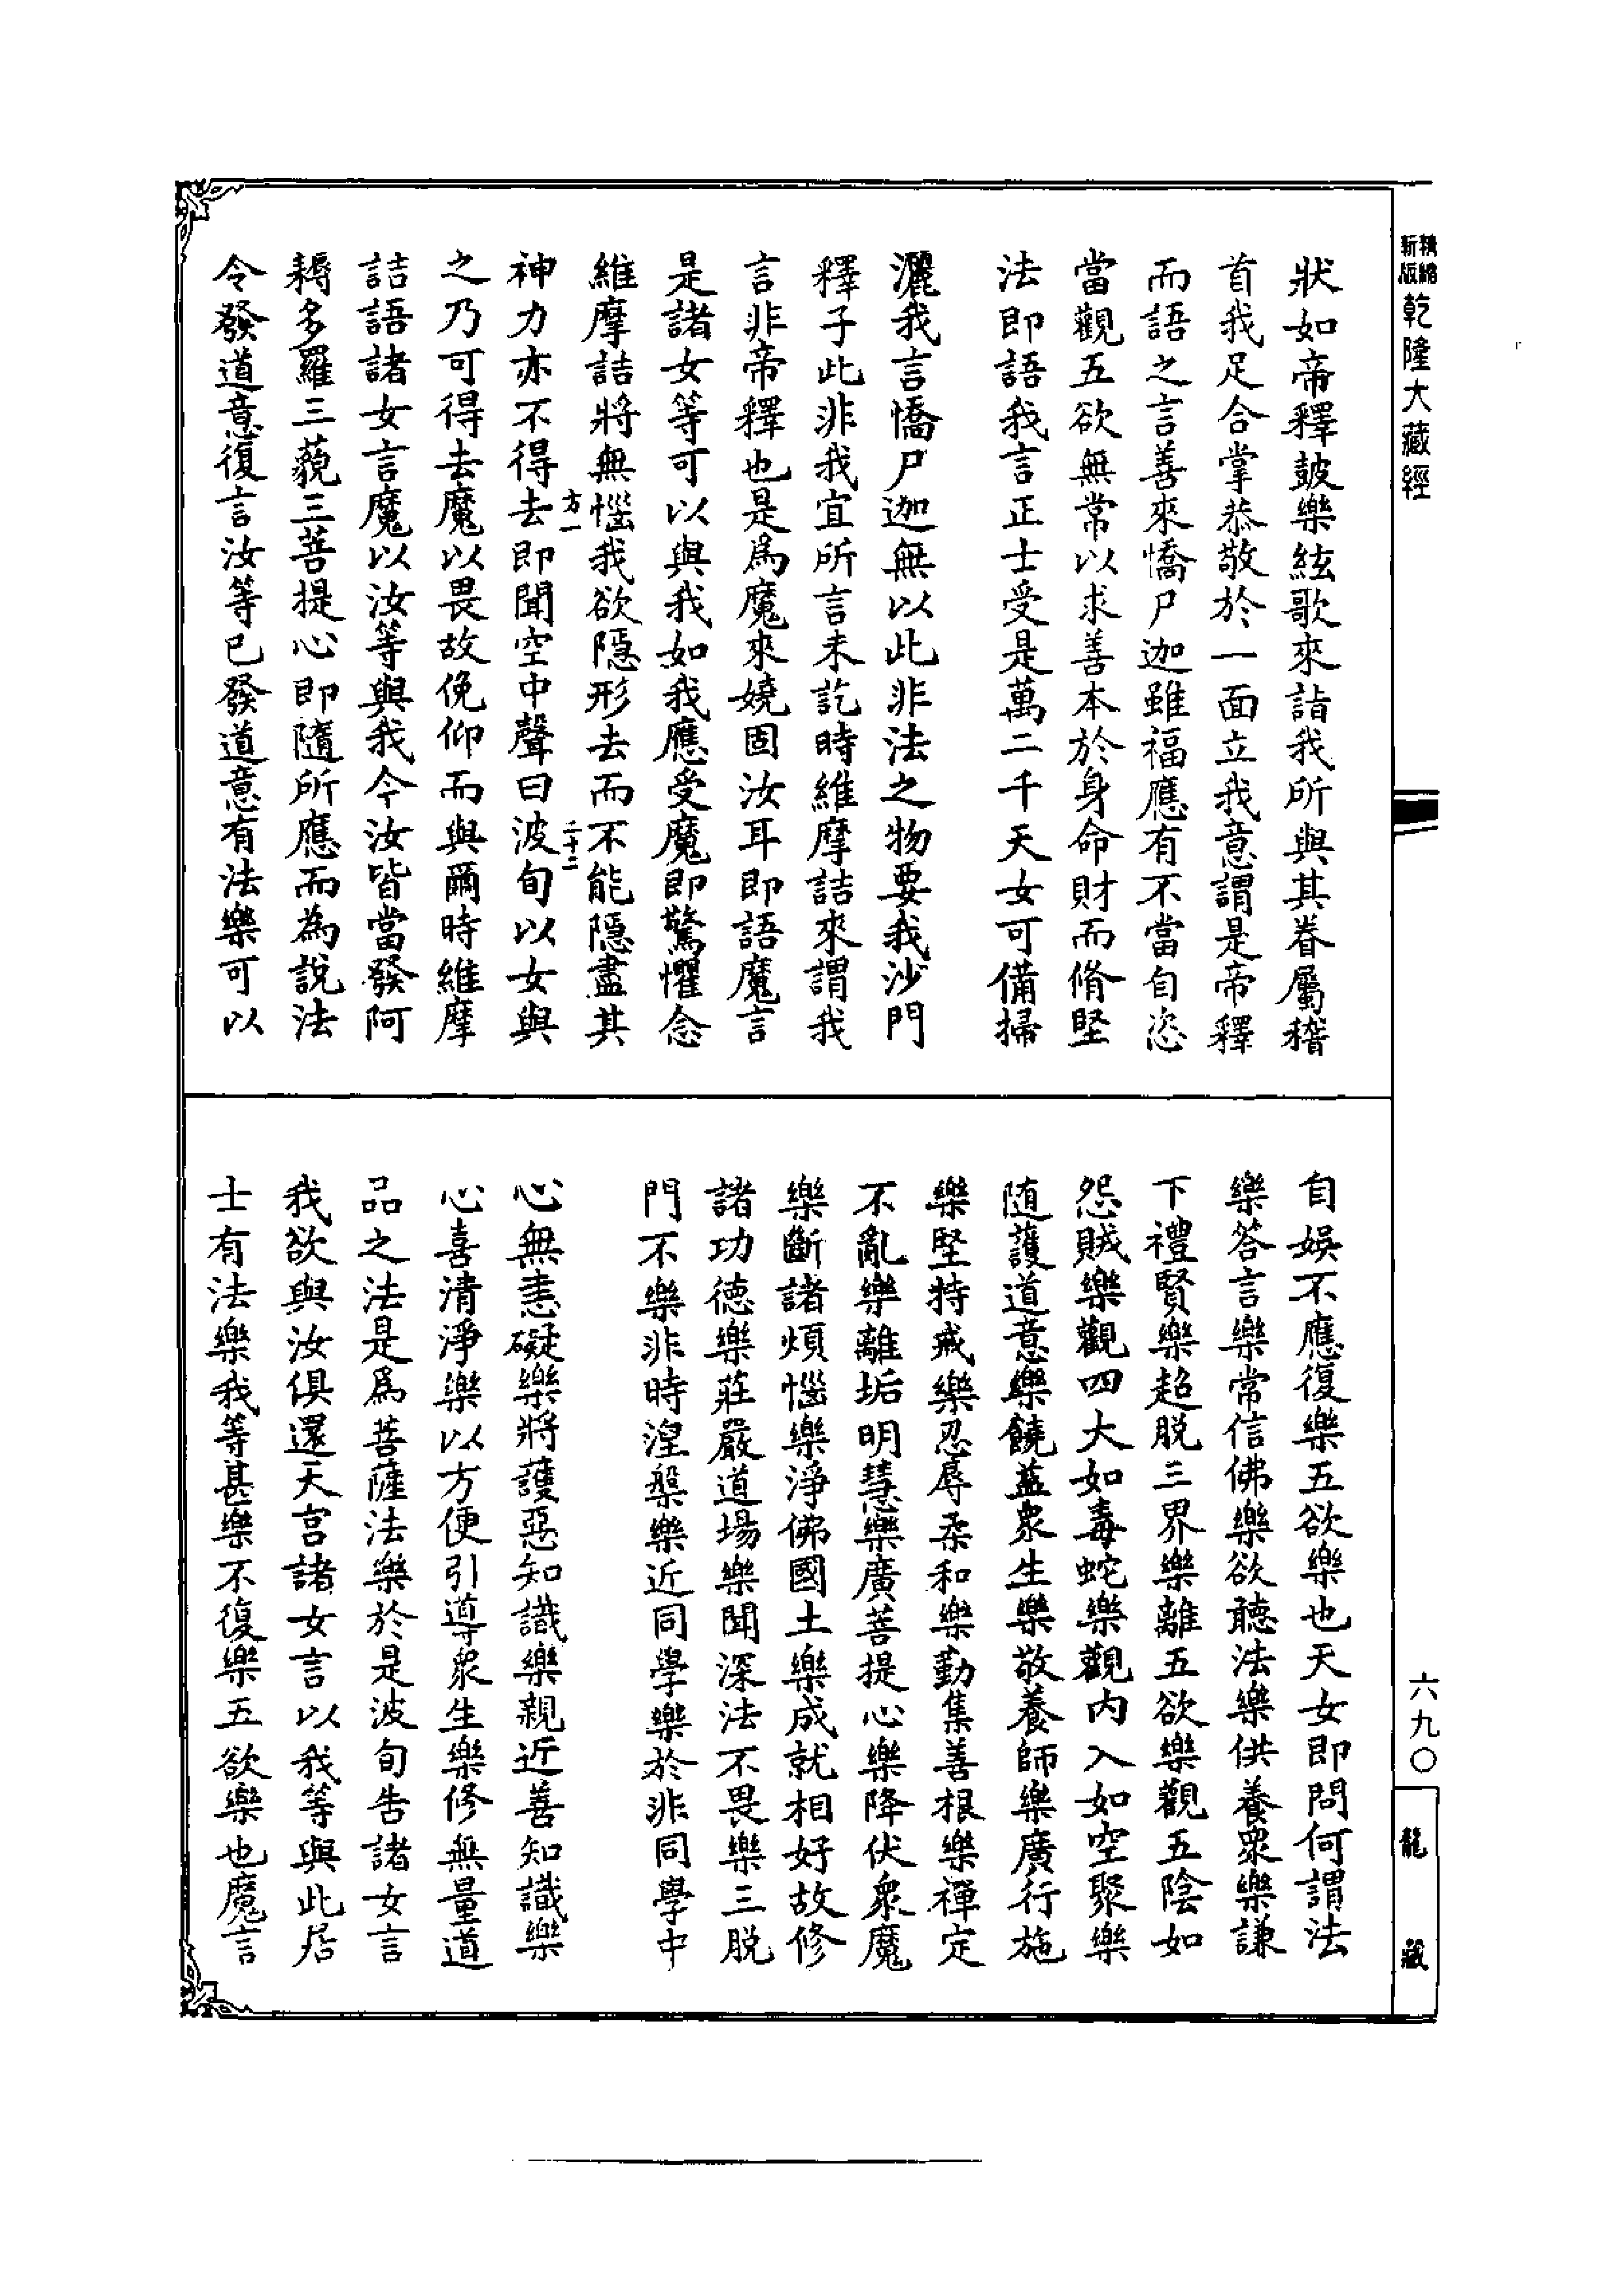 精縮
新版
乾隆大藏經
狀如帝釋鼓樂絃歌來詣我所與其眷屬稽
首我足合掌恭敬於一面立我意謂是帝釋
而語之言善來憍尸迦雖福應有不當自恣
當觀五欲無常以求善本於身命財而脩堅
法即語我言正士受是萬二千天女可備掃
灑我言憍尸迦無以此非法之物要我沙門
釋子此非我宜所言未訖時維摩詰來謂我
言非帝釋也是爲魔來嬈固汝耳即語魔言
是諸女等可以與我如我應受魔即驚懼念
維摩詰將無惱我欲隱形去而不能隱盡其
方一
二十二
神力亦不得去即聞空中聲曰波旬以女與
之乃可得去魔以畏故俛仰而與爾時維摩
詰語諸女言魔以汝等與我今汝皆當發阿
耨多羅三藐三菩提心即隨所應而為說法
令發道意復言汝等已發道意有法樂可以
自娛不應復樂五欲樂也天女即問何謂法
樂答言樂常信佛樂欲聽法樂供養眾樂謙
下禮賢樂超脫三界樂離五欲樂觀五陰如
怨賊樂觀四大如毒蛇樂觀內入如空聚樂
随護道意樂饒益眾生樂敬養師樂廣行施
樂堅持戒樂忍辱柔和樂勤集善根樂禪定
不亂樂離垢明慧樂廣菩提心樂降伏眾魔
樂斷諸煩惱樂淨佛國土樂成就相好故修
諸功德樂莊嚴道場樂聞深法不畏樂三脫
門不樂非時涅槃樂近同學樂於非同學中
心無恚礙樂將護惡知識樂親近善知識樂
心喜清淨樂以方便引導眾生樂修無量道
品之法是爲菩薩法樂於是波旬告諸女言
我欲與汝俱還天宮諸女言以我等與此居
士有法樂我等甚樂不復樂五欲樂也魔言
六九〇
龍藏